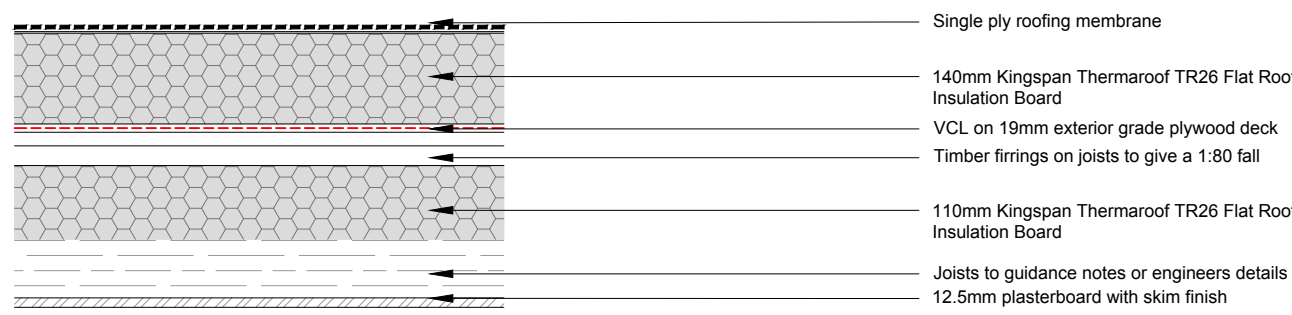 Single ply roofing membrane
140mm Kingspan Thermaroof TR26 Flat Roof
Insulation Board
VCL on 19mm exterior grade plywood deck
Timber firrings on joists to give a 1:80 fall
110mm Kingspan Thermaroof TR26 Flat Roof
Insulation Board
Joists to guidance notes or engineers details
12.5mm plasterboard with skim finish